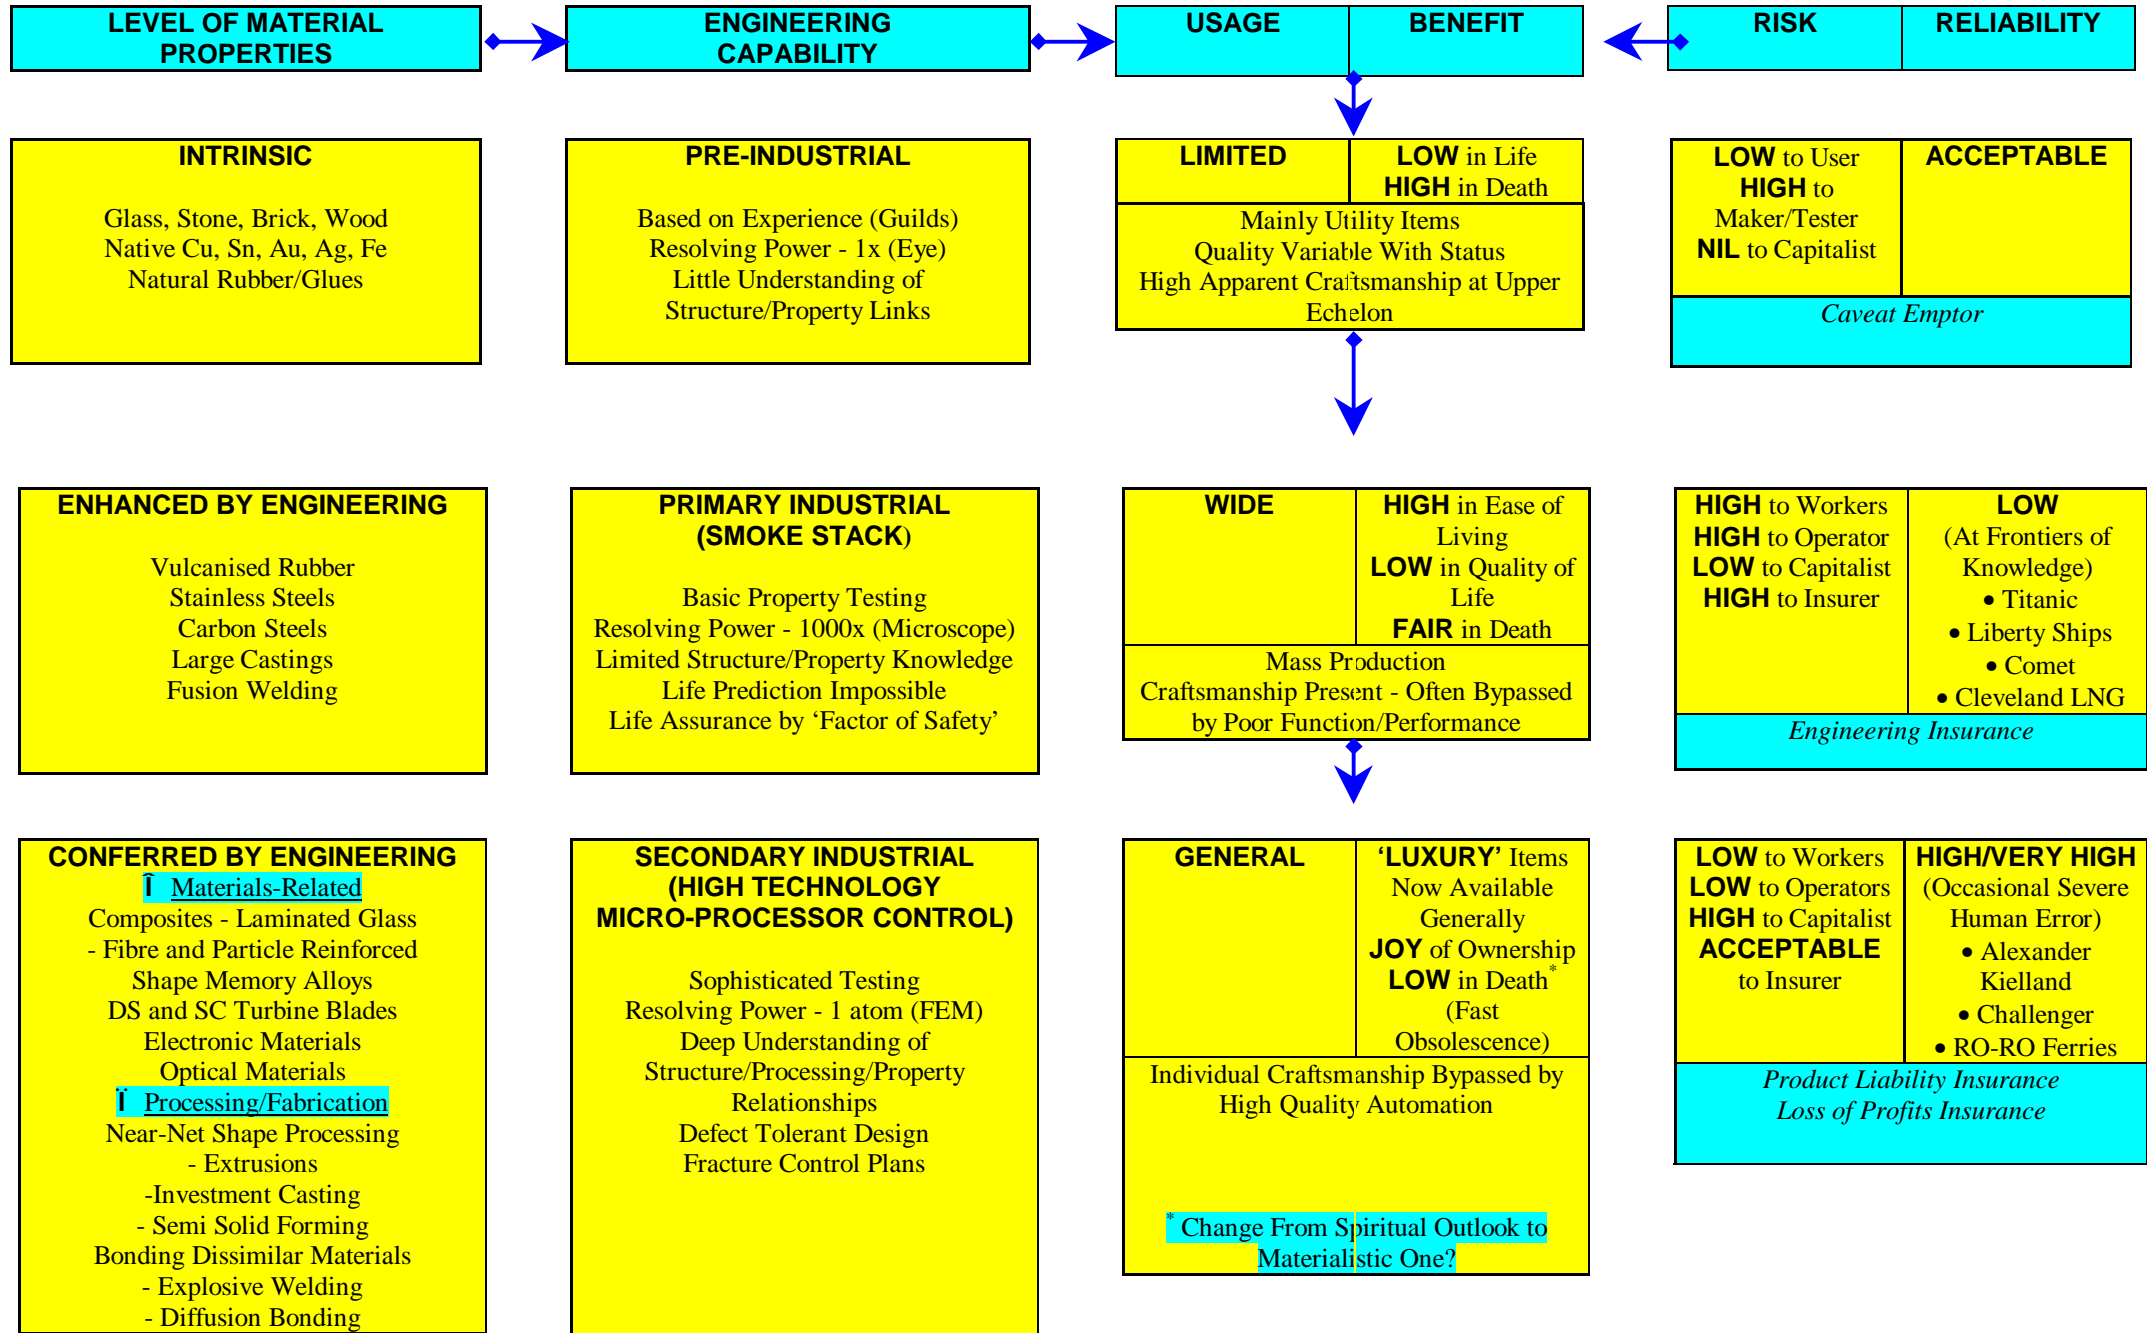 LEVEL OF MATERIAL
PROPERTIES
ENGINEERING
CAPABILITY
USAGE
BENEFIT
RISK
RELIABILITY
INTRINSIC
Glass, Stone, Brick, Wood
Native Cu, Sn, Au, Ag, Fe
Natural Rubber/Glues
PRE-INDUSTRIAL
Based on Experience (Guilds)
Resolving Power - 1x (Eye)
Little Understanding of
Structure/Property Links
LIMITED
LOW in Life
HIGH in Death
Mainly Utility Items
Quality Variable With Status
High Apparent Craftsmanship at Upper
Echelon
LOW to User
HIGH to
Maker/Tester
NIL to Capitalist
ACCEPTABLE
Caveat Emptor
ENHANCED BY ENGINEERING
Vulcanised Rubber
Stainless Steels
Carbon Steels
Large Castings
Fusion Welding
PRIMARY INDUSTRIAL
(SMOKE STACK)
Basic Property Testing
Resolving Power - 1000x (Microscope)
Limited Structure/Property Knowledge
Life Prediction Impossible
Life Assurance by ‘Factor of Safety’
WIDE
HIGH in Ease of
Living
LOW in Quality of
Life
FAIR in Death
Mass Production
Craftsmanship Present - Often Bypassed
by Poor Function/Performance
HIGH to Workers
HIGH to Operator
LOW to Capitalist
HIGH to Insurer
LOW
(At Frontiers of
Knowledge)
• Titanic
• Liberty Ships
• Comet
• Cleveland LNG
Engineering Insurance
CONFERRED BY ENGINEERING
Î Materials-Related
Composites - Laminated Glass
- Fibre and Particle Reinforced
Shape Memory Alloys
DS and SC Turbine Blades
Electronic Materials
Optical Materials
Ï Processing/Fabrication
Near-Net Shape Processing
- Extrusions
-Investment Casting
- Semi Solid Forming
Bonding Dissimilar Materials
- Explosive Welding
- Diffusion Bonding
SECONDARY INDUSTRIAL
(HIGH TECHNOLOGY
MICRO-PROCESSOR CONTROL)
Sophisticated Testing
Resolving Power - 1 atom (FEM)
Deep Understanding of
Structure/Processing/Property
Relationships
Defect Tolerant Design
Fracture Control Plans
GENERAL
‘LUXURY’ Items
Now Available
Generally
JOY of Ownership
LOW in Death*
(Fast
Obsolescence)
Individual Craftsmanship Bypassed by
High Quality Automation
* Change From Spiritual Outlook to
Materialistic One?
LOW to Workers
LOW to Operators
HIGH to Capitalist
ACCEPTABLE
to Insurer
HIGH/VERY HIGH
(Occasional Severe
Human Error)
• Alexander
Kielland
• Challenger
• RO-RO Ferries
Product Liability Insurance
Loss of Profits Insurance